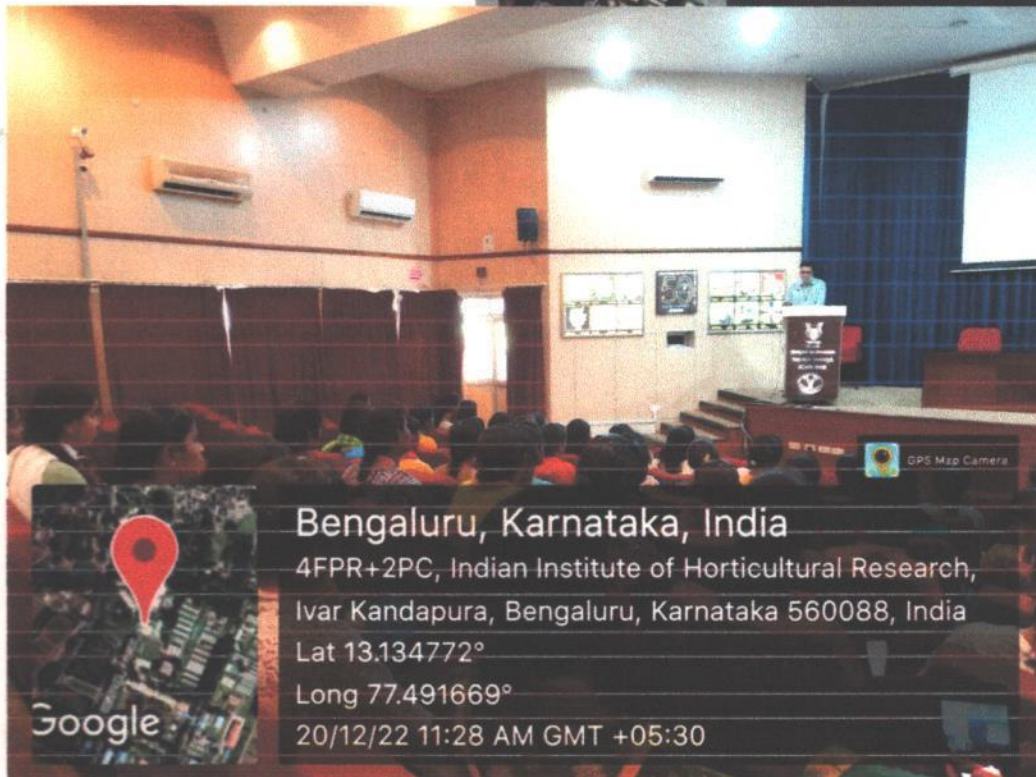 GPS Map Camera
Bengaluru, Karnataka, India
4FPR+2PC, Indian Institute of Horticultural Research,
Ivar Kandapura, Bengaluru, Karnataka 560088, India
Lat 13.134772°
Long 77.491669°
20/12/22 11:28 AM GMT +05:30
Google